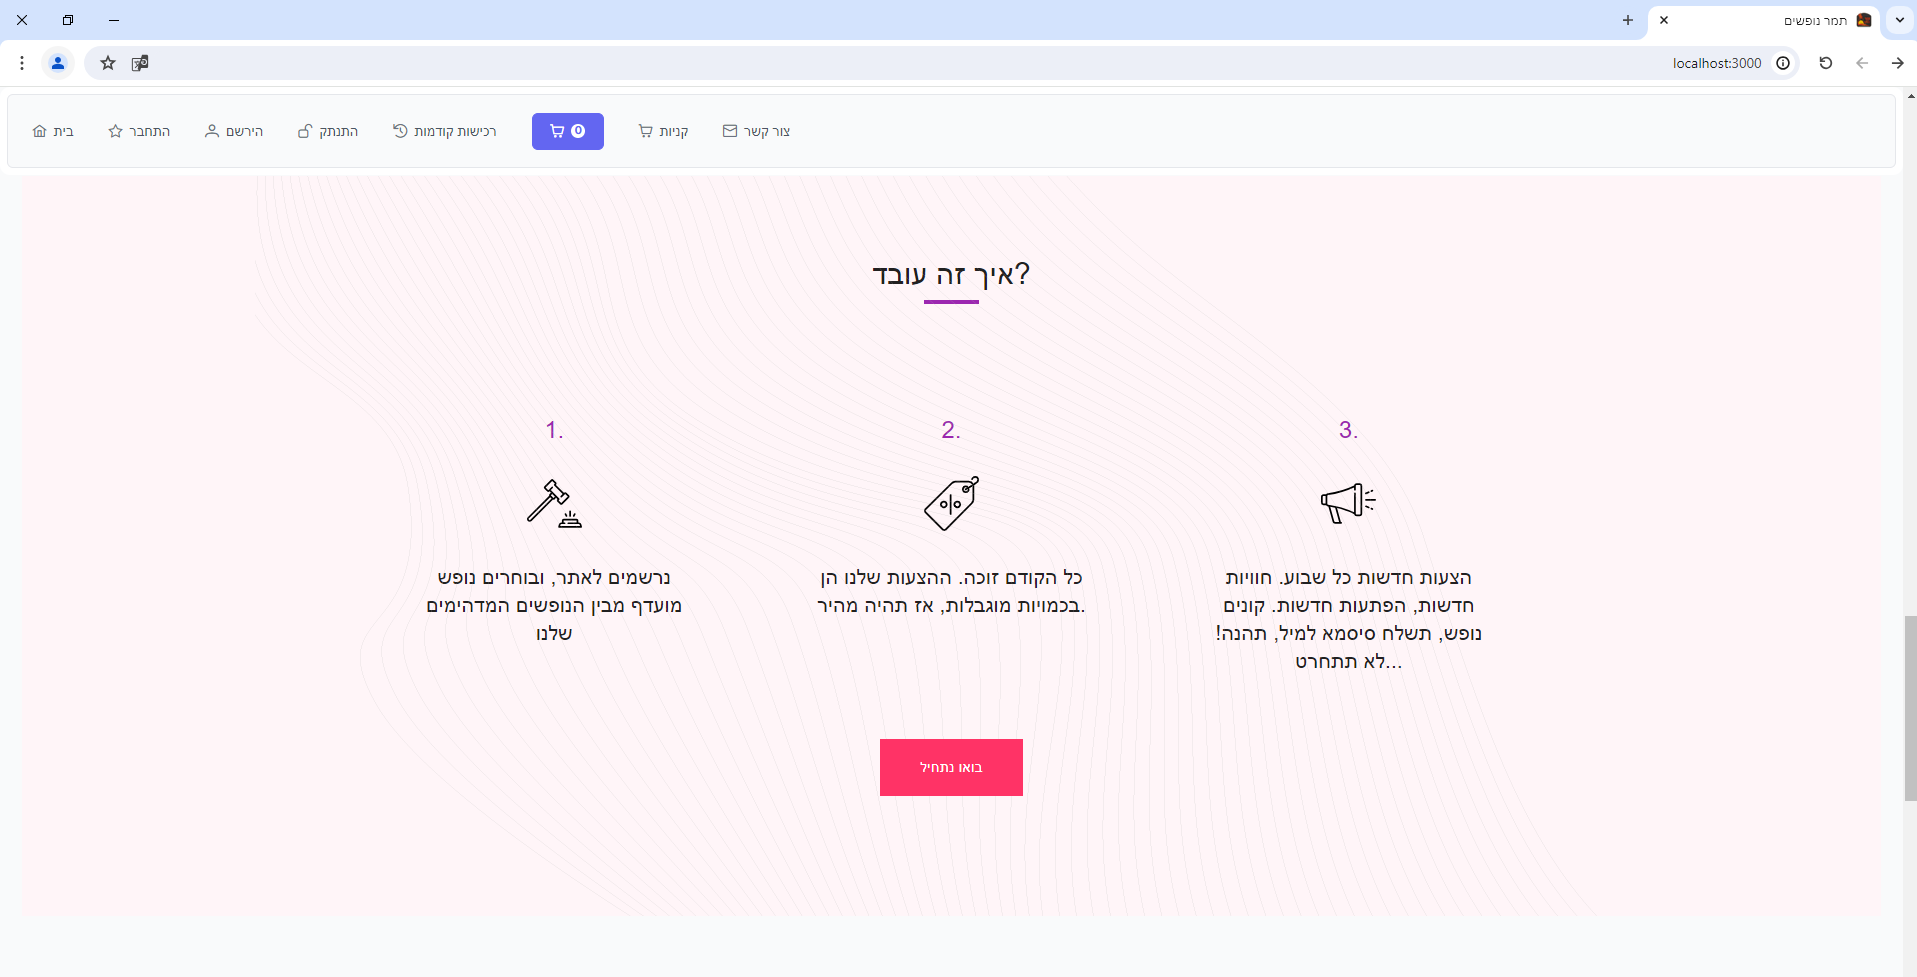 תמר נופשים
localhost:3000
בית
התחבר
הירשם
התנתק
רכישות קודמות
0
קניות
צור קשר
?איך זה עובד
1.
נרשמים לאתר, ובוחרים נופש
מועדף מבין הנופשים המדהימים
שלנו
2.
כל הקודם זוכה. ההצעות שלנו הן
.בכמויות מוגבלות, אז תהיה מהיר
3.
הצעות חדשות כל שבוע. חוויות
חדשות, הפתעות חדשות. קונים
נופש, תשלח סיסמא למיל, תהנה!
...לא תתחרט
בואו נתחיל